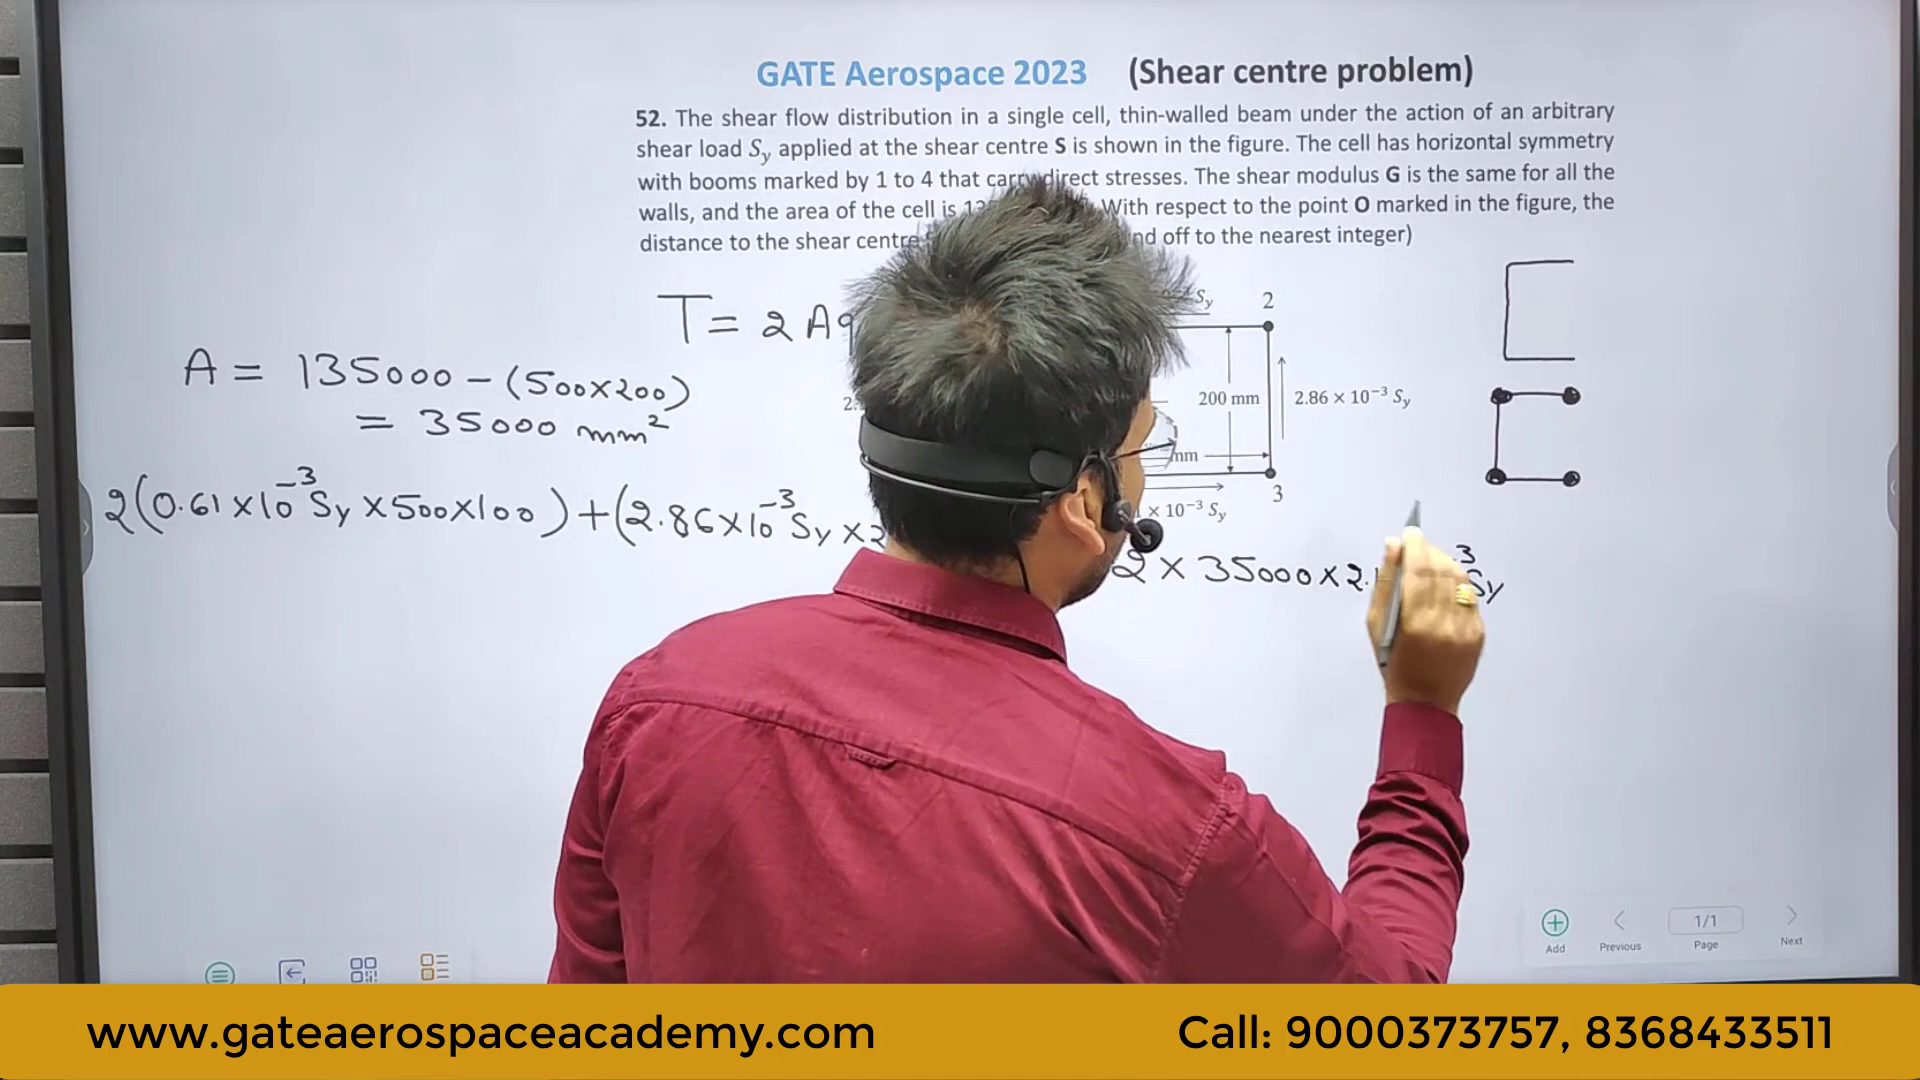 GATE Aerospace 2023 (Shear centre problem)
52. The shear flow distribution in a single cell, thin-walled beam under the action of an arbitrary
shear load Sy applied at the shear centre S is shown in the figure. The cell has horizontal symmetry
with booms marked by 1 to 4 that carry direct stresses. The shear modulus G is the same for all the
walls, and the area of the cell is With respect to the point O marked in the figure, the
distance to the shear centre off to the nearest integer)
T = 2A
A = 135000 - (500×200)
= 35000 mm²
Sy
2
200 mm
2.86 × 10⁻³ Sy
mm
3
× 10⁻³ Sy
2(0.61×10⁻³Sy×500×100)+(2.86×10⁻³Sy×2
2×35000×2. Sy
Add
Previous
1/1
Page
Next
www.gateaerospaceacademy.com
Call: 9000373757, 8368433511